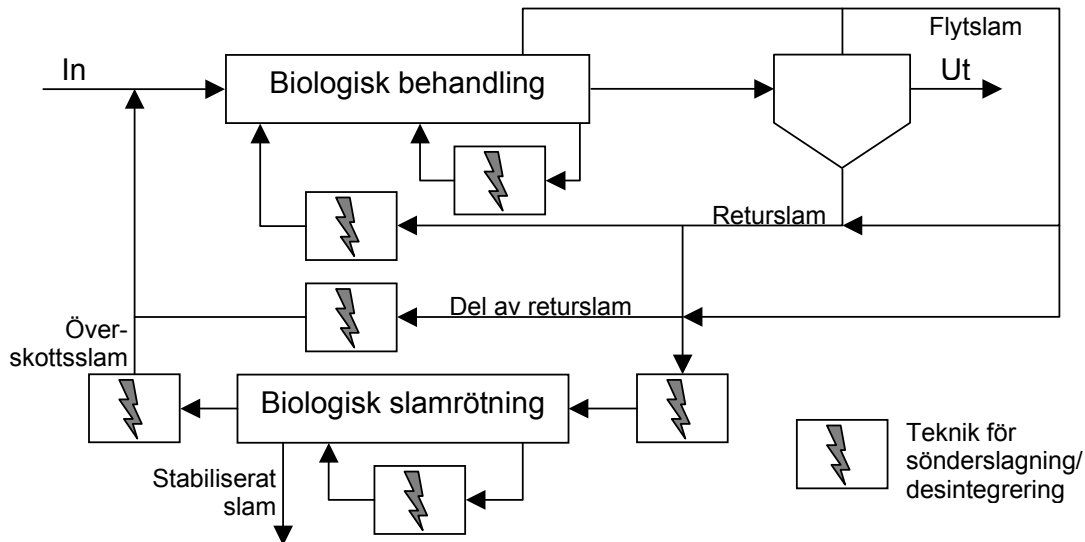 Flytslam
In
Biologisk behandling
Ut
Returslam
Del av returslam
Över-
skottsslam
Biologisk slamrötning
Stabiliserat
slam
Teknik för
sönderslagning/
desintegrering